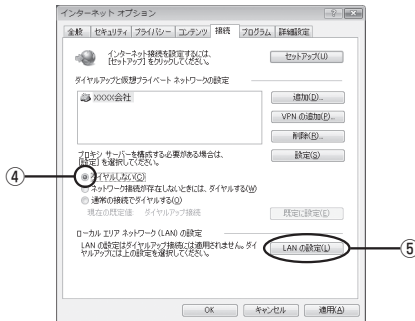 インターネット オプション
全般 セキュリティ プライバシー コンテンツ 接続 プログラム 詳細設定
インターネット接続を設定するには、
[セットアップ] をクリックしてください。
セットアップ(U)
ダイヤルアップと仮想プライベート ネットワークの設定
XXXX会社
追加(D)...
VPN の追加(P)...
削除(R)...
プロキシ サーバーを構成する必要がある場合は、
[設定] を選択してください。
設定(S)
④
ダイヤルしない(C)
ネットワーク接続が存在しないときには、ダイヤルする(W)
通常の接続でダイヤルする(O)
現在の既定値: ダイヤルアップ接続
既定に設定(E)
ローカル エリア ネットワーク (LAN) の設定
LAN の設定はダイヤルアップ接続には適用されません。ダイ
ヤルアップには上の設定を選択してください。
LAN の設定(L)
⑤
OK キャンセル 適用(A)